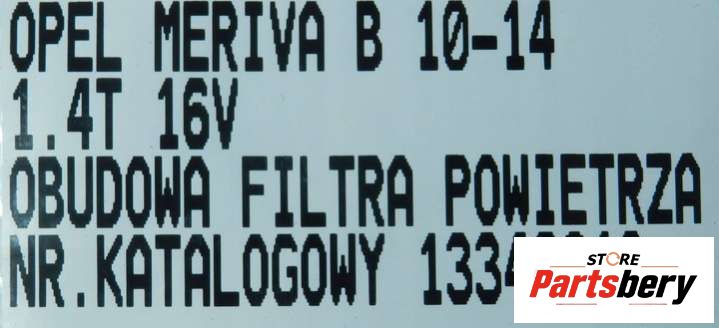 OPEL MERIVA B 10-14
1.4T 16V
OBUDOWA FILTRA POWIETRZA
NR.KATALOGOWY
STORE
Partsbery